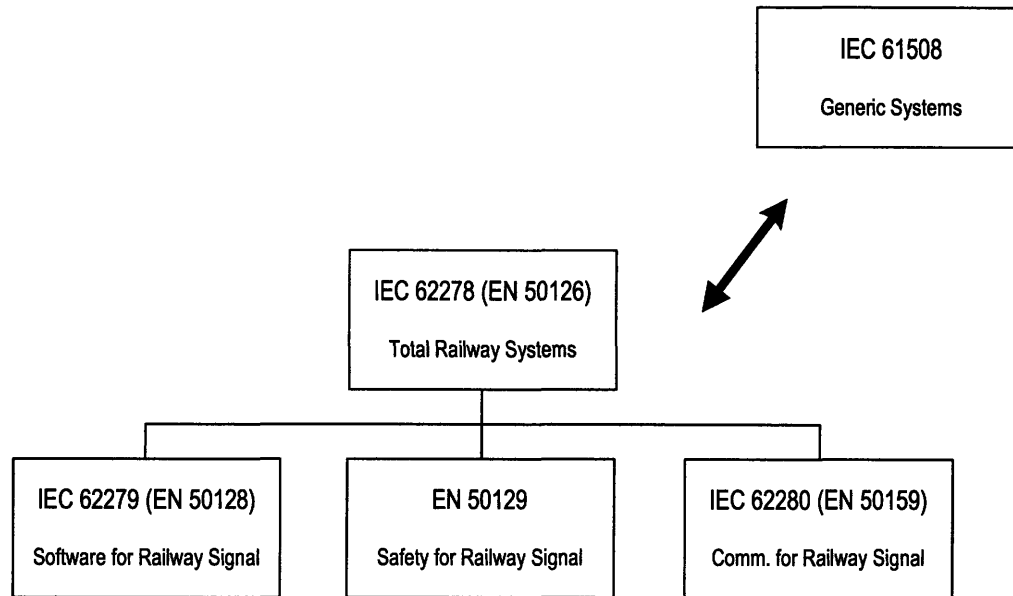 IEC 61508
Generic Systems
IEC 62278 (EN 50126)
Total Railway Systems
IEC 62279 (EN 50128)
Software for Railway Signal
EN 50129
Safety for Railway Signal
IEC 62280 (EN 50159)
Comm. for Railway Signal